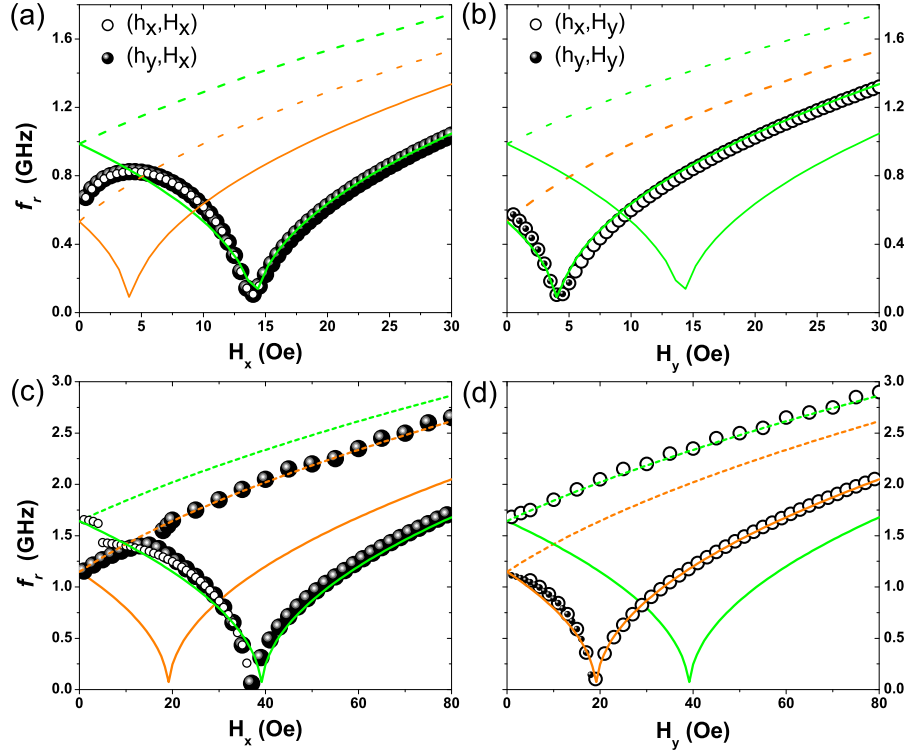 (a)
(hx,Hx)
(hy,Hx)
fr (GHz)
1.6
1.2
0.8
0.4
0.0
0 5 10 15 20 25 30
Hx (Oe)
(b)
(hx,Hy)
(hy,Hy)
1.6
1.2
0.8
0.4
0.0
0 5 10 15 20 25 30
Hy (Oe)
(c)
fr (GHz)
3.0
2.5
2.0
1.5
1.0
0.5
0.0
0 20 40 60 80
Hx (Oe)
(d)
3.0
2.5
2.0
1.5
1.0
0.5
0.0
0 20 40 60 80
Hy (Oe)